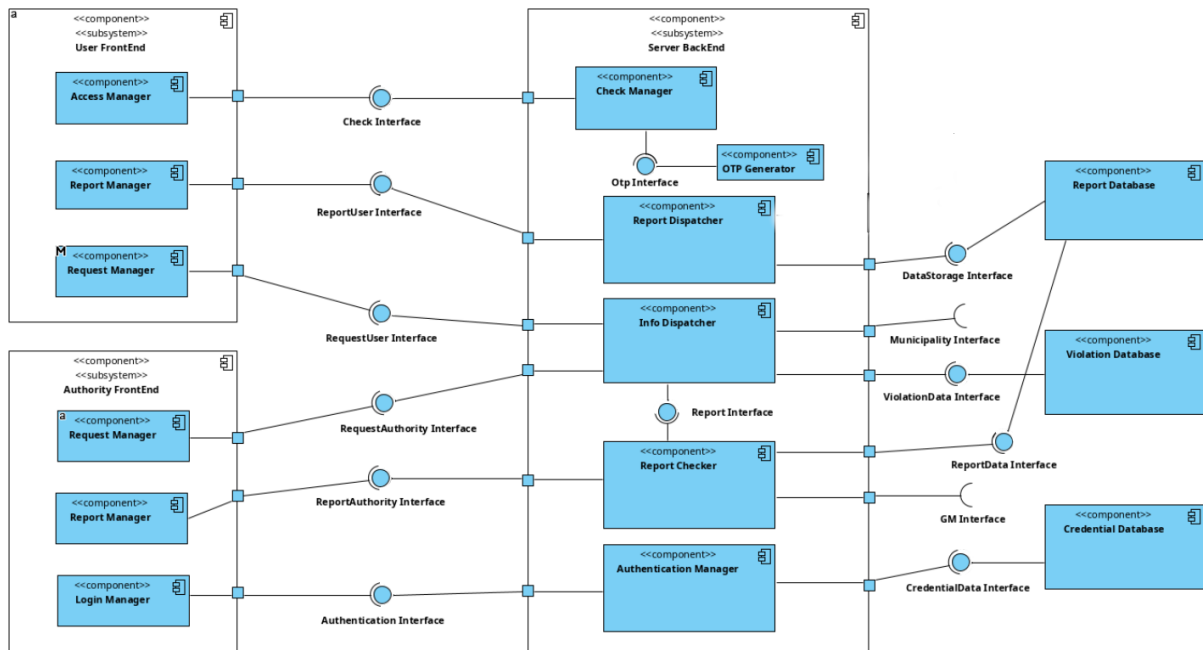 a
<<component>>
<<subsystem>>
User FrontEnd
<<component>>
Access Manager
<<component>>
Report Manager
M
<<component>>
Request Manager
<<component>>
<<subsystem>>
Authority FrontEnd
a
<<component>>
Request Manager
<<component>>
Report Manager
<<component>>
Login Manager
Check Interface
ReportUser Interface
RequestUser Interface
RequestAuthority Interface
ReportAuthority Interface
Authentication Interface
<<component>>
<<subsystem>>
Server BackEnd
<<component>>
Check Manager
<<component>>
OTP Generator
Otp Interface
<<component>>
Report Dispatcher
<<component>>
Info Dispatcher
Report Interface
<<component>>
Report Checker
<<component>>
Authentication Manager
DataStorage Interface
Municipality Interface
ViolationData Interface
ReportData Interface
GM Interface
CredentialData Interface
<<component>>
Report Database
<<component>>
Violation Database
<<component>>
Credential Database